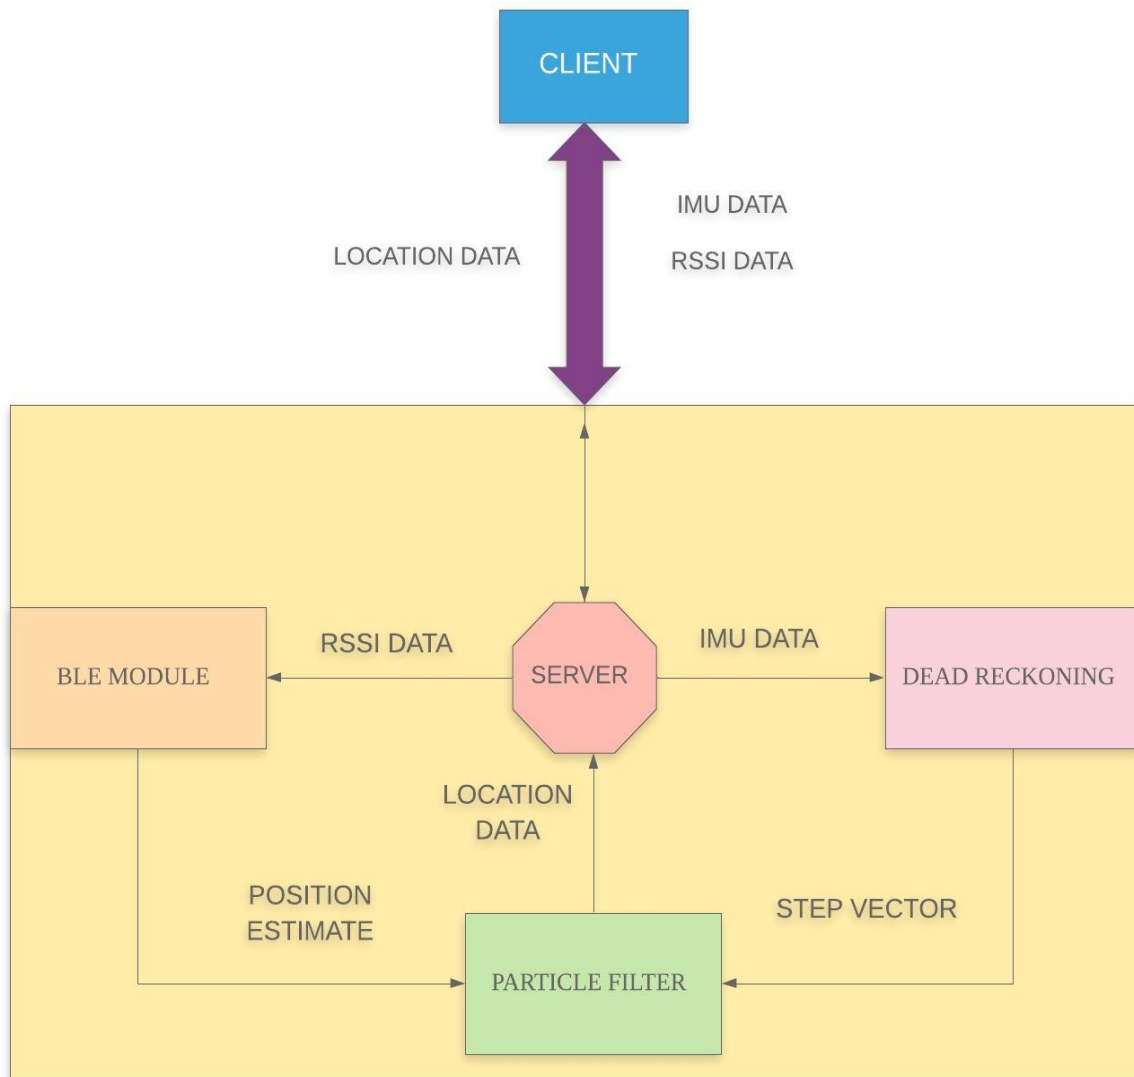 CLIENT
IMU DATA
LOCATION DATA
RSSI DATA
RSSI DATA
IMU DATA
BLE MODULE
SERVER
DEAD RECKONING
LOCATION
DATA
POSITION
ESTIMATE
STEP VECTOR
PARTICLE FILTER